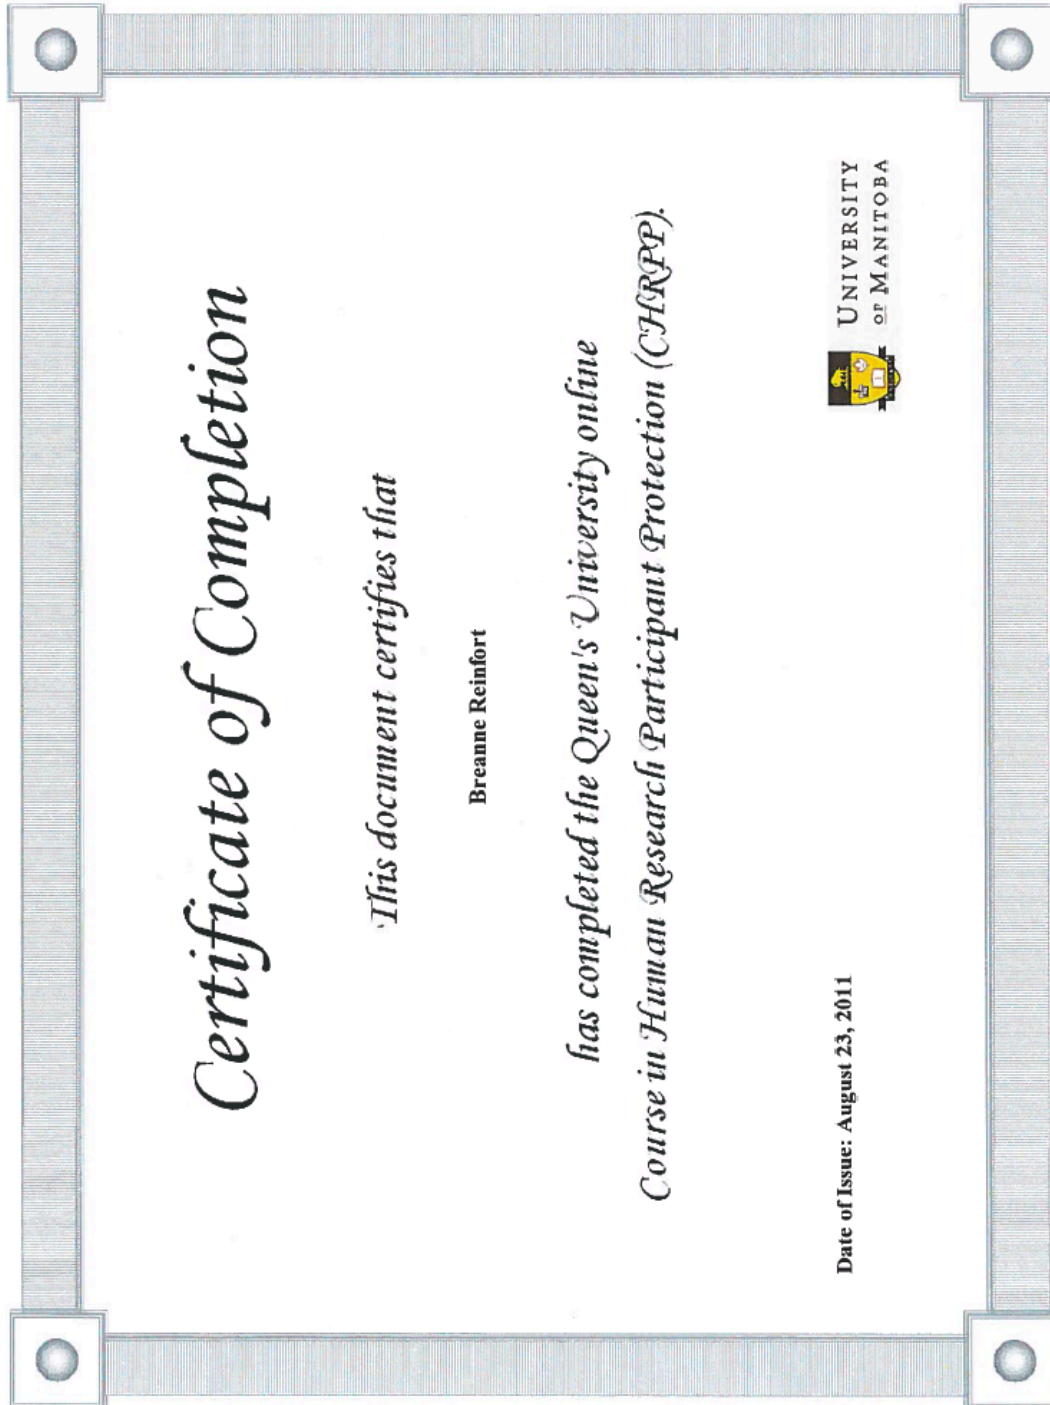 Certificate of Completion
This document certifies that
Breanne Reinfort
has completed the Queen's University online
Course in Human Research Participant Protection (CHRPP).
Date of Issue: August 23, 2011
UNIVERSITY
OF MANITOBA